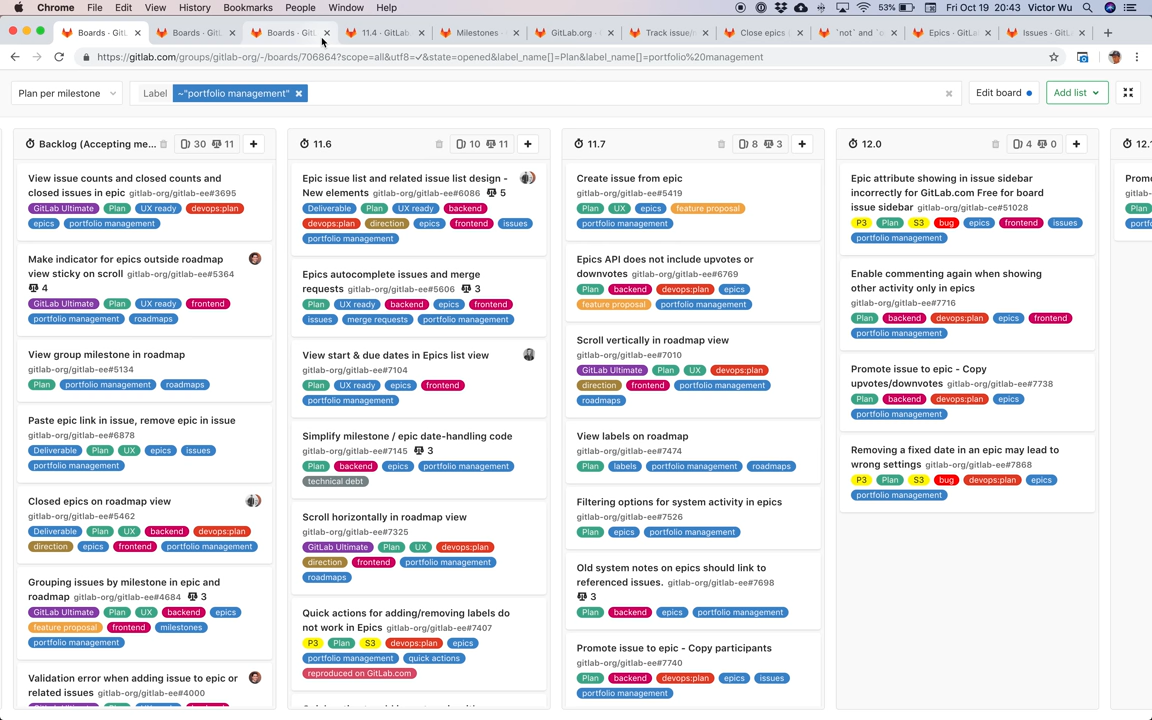 Chrome File Edit View History Bookmarks People Window Help 53% Fri Oct 19 20:43 Victor Wu
Boards · GitL Boards · GitL Boards · GitL 11.4 · GitLab. Milestones · GitLab.org · Track issue/m Close epics ( `not` and ` Epics · GitLa Issues · GitLa
https://gitlab.com/groups/gitlab-org/-/boards/706864?scope=all&utf8=✓&state=opened&label_name[]=Plan&label_name[]=portfolio%20management
Plan per milestone Label ~"portfolio management" Edit board Add list
Backlog (Accepting me... 30 11
View issue counts and closed counts and
closed issues in epic gitlab-org/gitlab-ee#3695
GitLab Ultimate Plan UX ready devops:plan
epics portfolio management
Make indicator for epics outside roadmap
view sticky on scroll gitlab-org/gitlab-ee#5364
4
GitLab Ultimate Plan UX ready frontend
portfolio management roadmaps
View group milestone in roadmap
gitlab-org/gitlab-ee#5134
Plan portfolio management roadmaps
Paste epic link in issue, remove epic in issue
gitlab-org/gitlab-ee#6878
Deliverable Plan UX epics issues
portfolio management
Closed epics on roadmap view
gitlab-org/gitlab-ee#5462
Deliverable Plan UX backend devops:plan
direction epics frontend portfolio management
Grouping issues by milestone in epic and
roadmap gitlab-org/gitlab-ee#4684 3
GitLab Ultimate Plan UX backend epics
feature proposal frontend milestones
portfolio management
Validation error when adding issue to epic or
related issues gitlab-org/gitlab-ee#4000
11.6 10 11
Epic issue list and related issue list design -
New elements gitlab-org/gitlab-ee#6086 5
Deliverable Plan UX ready backend
devops:plan direction epics frontend issues
portfolio management
Epics autocomplete issues and merge
requests gitlab-org/gitlab-ee#5606 3
Plan UX ready backend epics frontend
issues merge requests portfolio management
View start & due dates in Epics list view
gitlab-org/gitlab-ee#7104
Plan UX ready epics frontend
portfolio management
Simplify milestone / epic date-handling code
gitlab-org/gitlab-ee#7145 3
Plan backend epics portfolio management
technical debt
Scroll horizontally in roadmap view
gitlab-org/gitlab-ee#7325
GitLab Ultimate Plan UX devops:plan
direction frontend portfolio management
roadmaps
Quick actions for adding/removing labels do
not work in Epics gitlab-org/gitlab-ee#7407
P3 Plan S3 devops:plan epics
portfolio management quick actions
reproduced on GitLab.com
11.7 8 3
Create issue from epic
gitlab-org/gitlab-ee#5419
Plan UX epics feature proposal
portfolio management
Epics API does not include upvotes or
downvotes gitlab-org/gitlab-ee#6769
Plan backend devops:plan epics
feature proposal portfolio management
Scroll vertically in roadmap view
gitlab-org/gitlab-ee#7010
GitLab Ultimate Plan UX devops:plan
direction frontend portfolio management
roadmaps
View labels on roadmap
gitlab-org/gitlab-ee#7474
Plan labels portfolio management roadmaps
Filtering options for system activity in epics
gitlab-org/gitlab-ee#7526
Plan epics portfolio management
Old system notes on epics should link to
referenced issues. gitlab-org/gitlab-ee#7698
3
Plan backend epics portfolio management
Promote issue to epic - Copy participants
gitlab-org/gitlab-ee#7740
Plan backend devops:plan epics issues
portfolio management
12.0 4 0
Epic attribute showing in issue sidebar
incorrectly for GitLab.com Free for board
issue sidebar gitlab-org/gitlab-ce#51028
P3 Plan S3 bug epics frontend issues
portfolio management
Enable commenting again when showing
other activity only in epics
gitlab-org/gitlab-ee#7716
Plan backend devops:plan epics frontend
portfolio management
Promote issue to epic - Copy
upvotes/downvotes gitlab-org/gitlab-ee#7738
Plan backend devops:plan epics
portfolio management
Removing a fixed date in an epic may lead to
wrong settings gitlab-org/gitlab-ee#7868
P3 Plan S3 bug devops:plan epics
portfolio management
12.1
Promo
gitlab-
Plan
portf